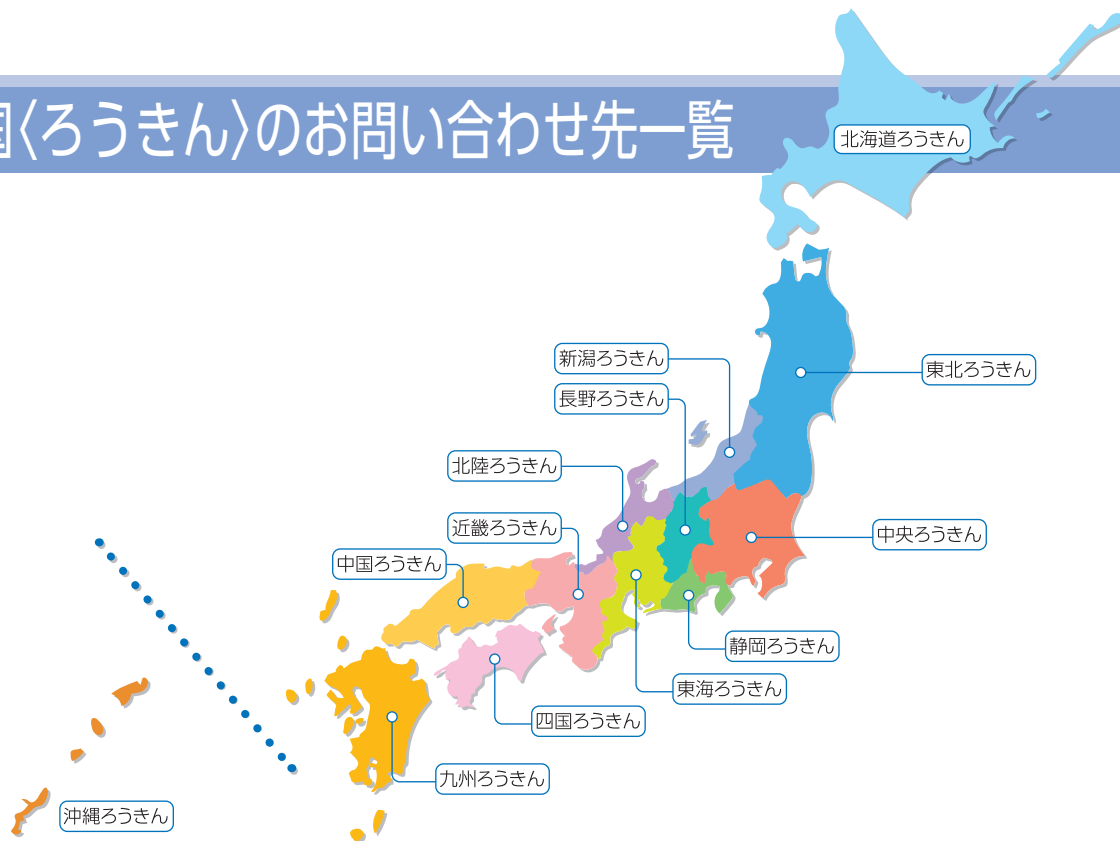 国〈ろうきん〉のお問い合わせ先一覧
北海道ろうきん
新潟ろうきん
東北ろうきん
長野ろうきん
北陸ろうきん
近畿ろうきん
中央ろうきん
中国ろうきん
静岡ろうきん
東海ろうきん
四国ろうきん
九州ろうきん
沖縄ろうきん